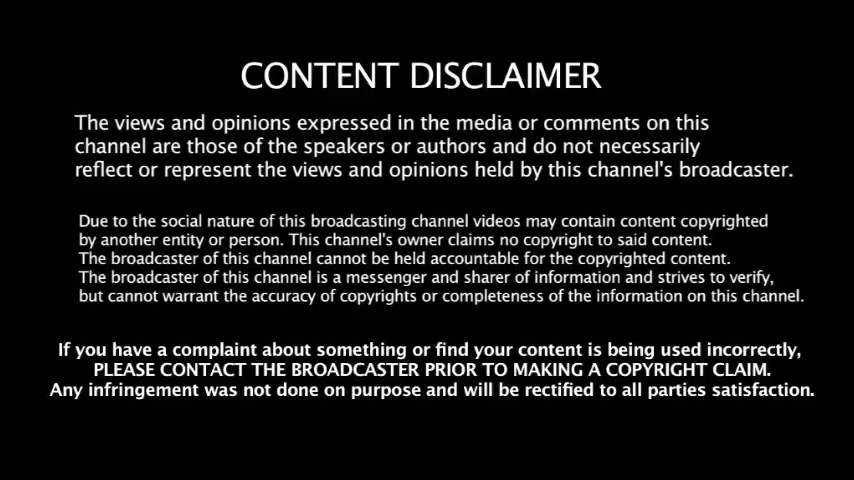 CONTENT DISCLAIMER
The views and opinions expressed in the media or comments on this
channel are those of the speakers or authors and do not necessarily
reflect or represent the views and opinions held by this channel's broadcaster.
Due to the social nature of this broadcasting channel videos may contain content copyrighted
by another entity or person. This channel's owner claims no copyright to said content.
The broadcaster of this channel cannot be held accountable for the copyrighted content.
The broadcaster of this channel is a messenger and sharer of information and strives to verify,
but cannot warrant the accuracy of copyrights or completeness of the information on this channel.
If you have a complaint about something or find your content is being used incorrectly,
PLEASE CONTACT THE BROADCASTER PRIOR TO MAKING A COPYRIGHT CLAIM.
Any infringement was not done on purpose and will be rectified to all parties satisfaction.